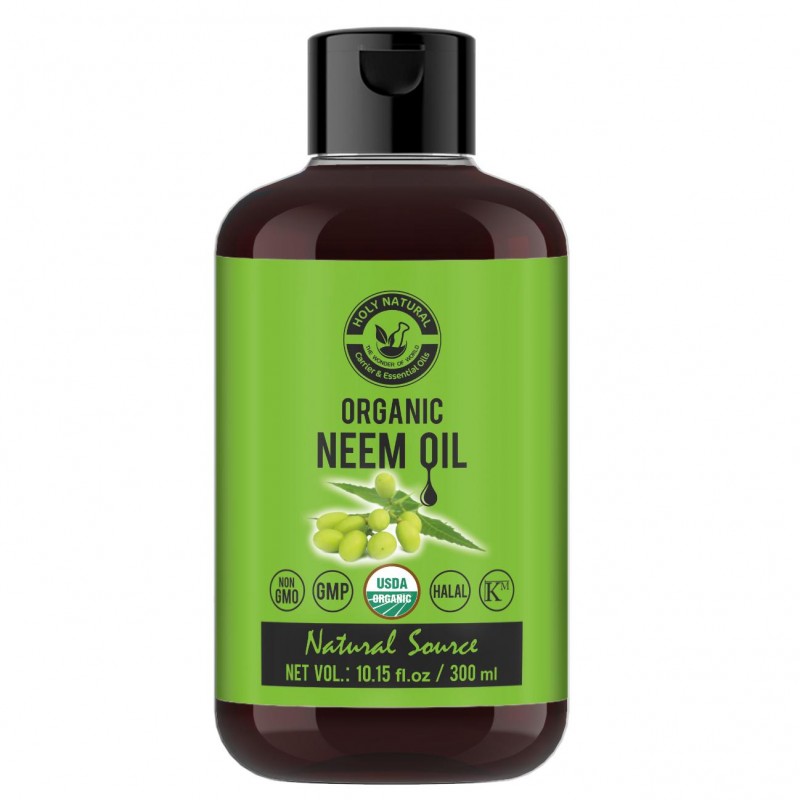 HOLY NATURAL
THE WONDER OF WORLD
Carrier & Essential Oils
ORGANIC
NEEM OIL
NON
GMO
GMP
USDA
ORGANIC
HALAL
KM
Natural Source
NET VOL.: 10.15 fl.oz / 300 ml